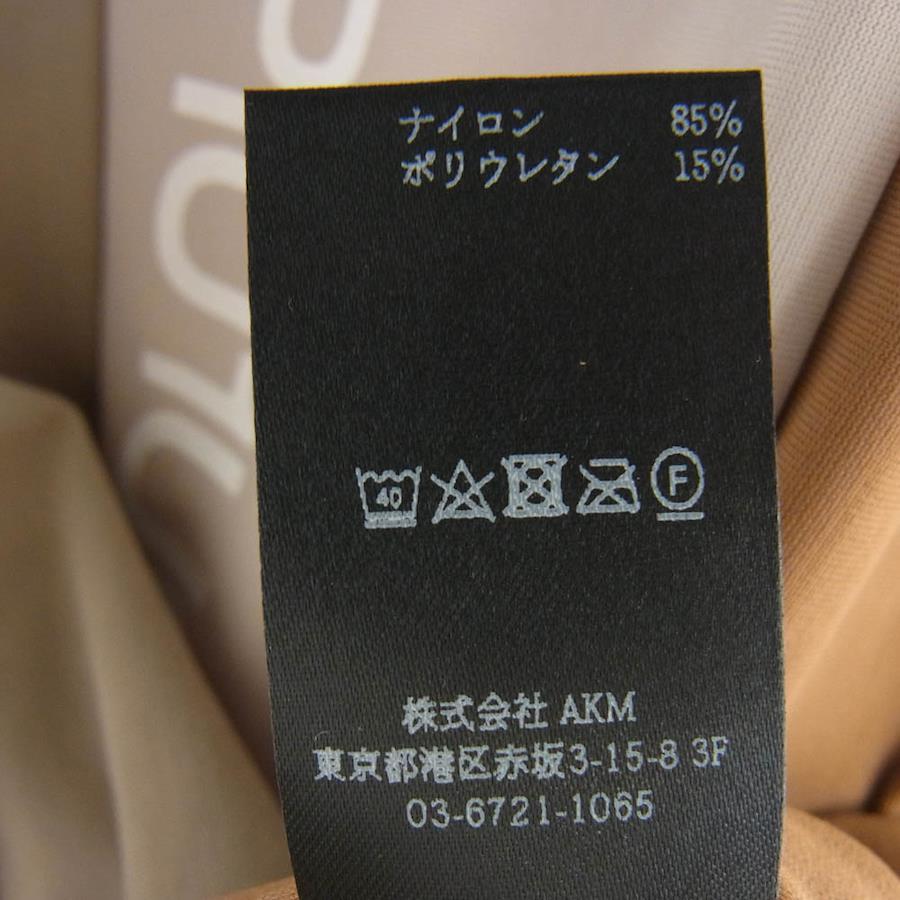 ナイロン 85%
ポリウレタン 15%
40
F
株式会社 AKM
東京都港区赤坂3-15-8 3F
03-6721-1065